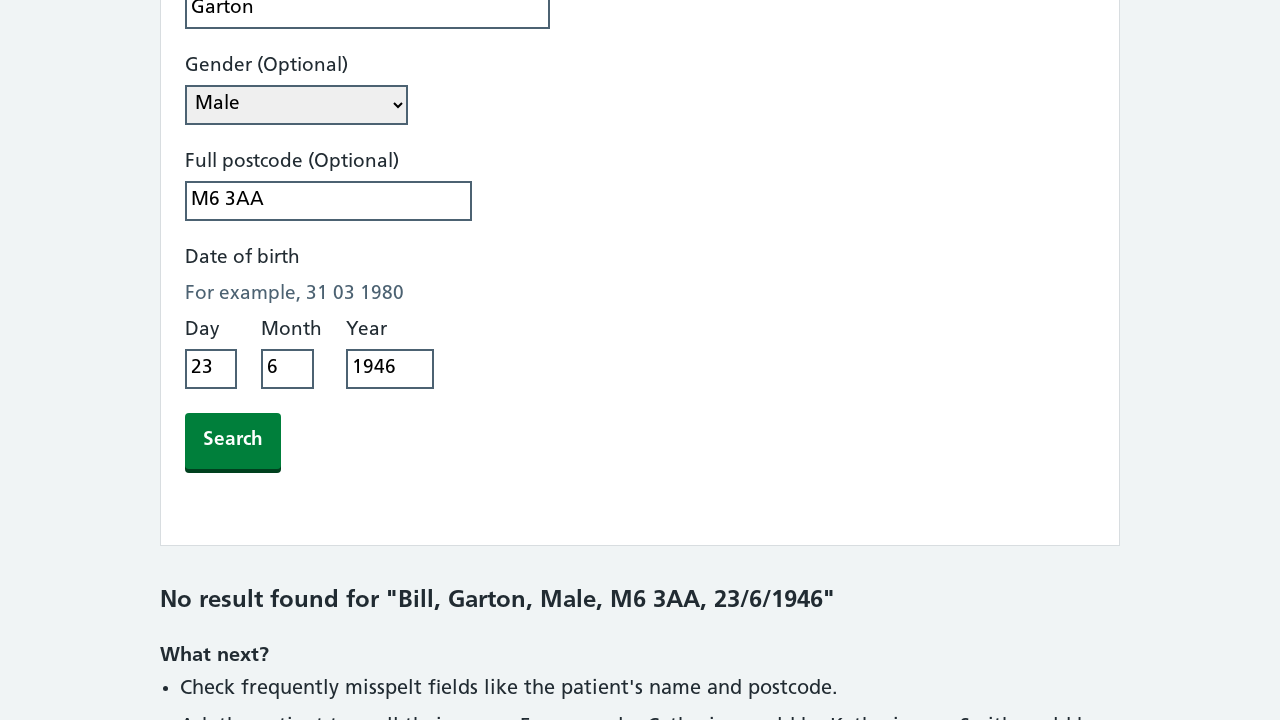 Garton
Gender (Optional)
Male
Full postcode (Optional)
M6 3AA
Date of birth
For example, 31 03 1980
Day Month Year
23 6 1946
Search
No result found for "Bill, Garton, Male, M6 3AA, 23/6/1946"
What next?
• Check frequently misspelt fields like the patient's name and postcode.